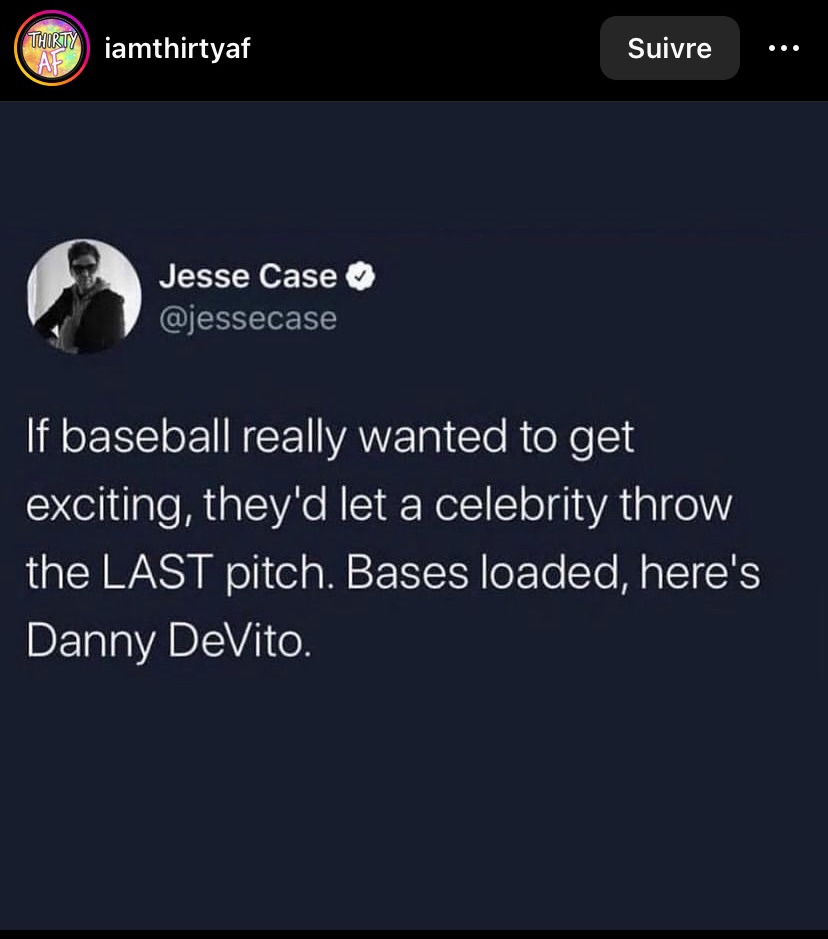 THIRTY
AF
iamthirtyaf
Suivre
Jesse Case
@jessecase
If baseball really wanted to get
exciting, they'd let a celebrity throw
the LAST pitch. Bases loaded, here's
Danny DeVito.